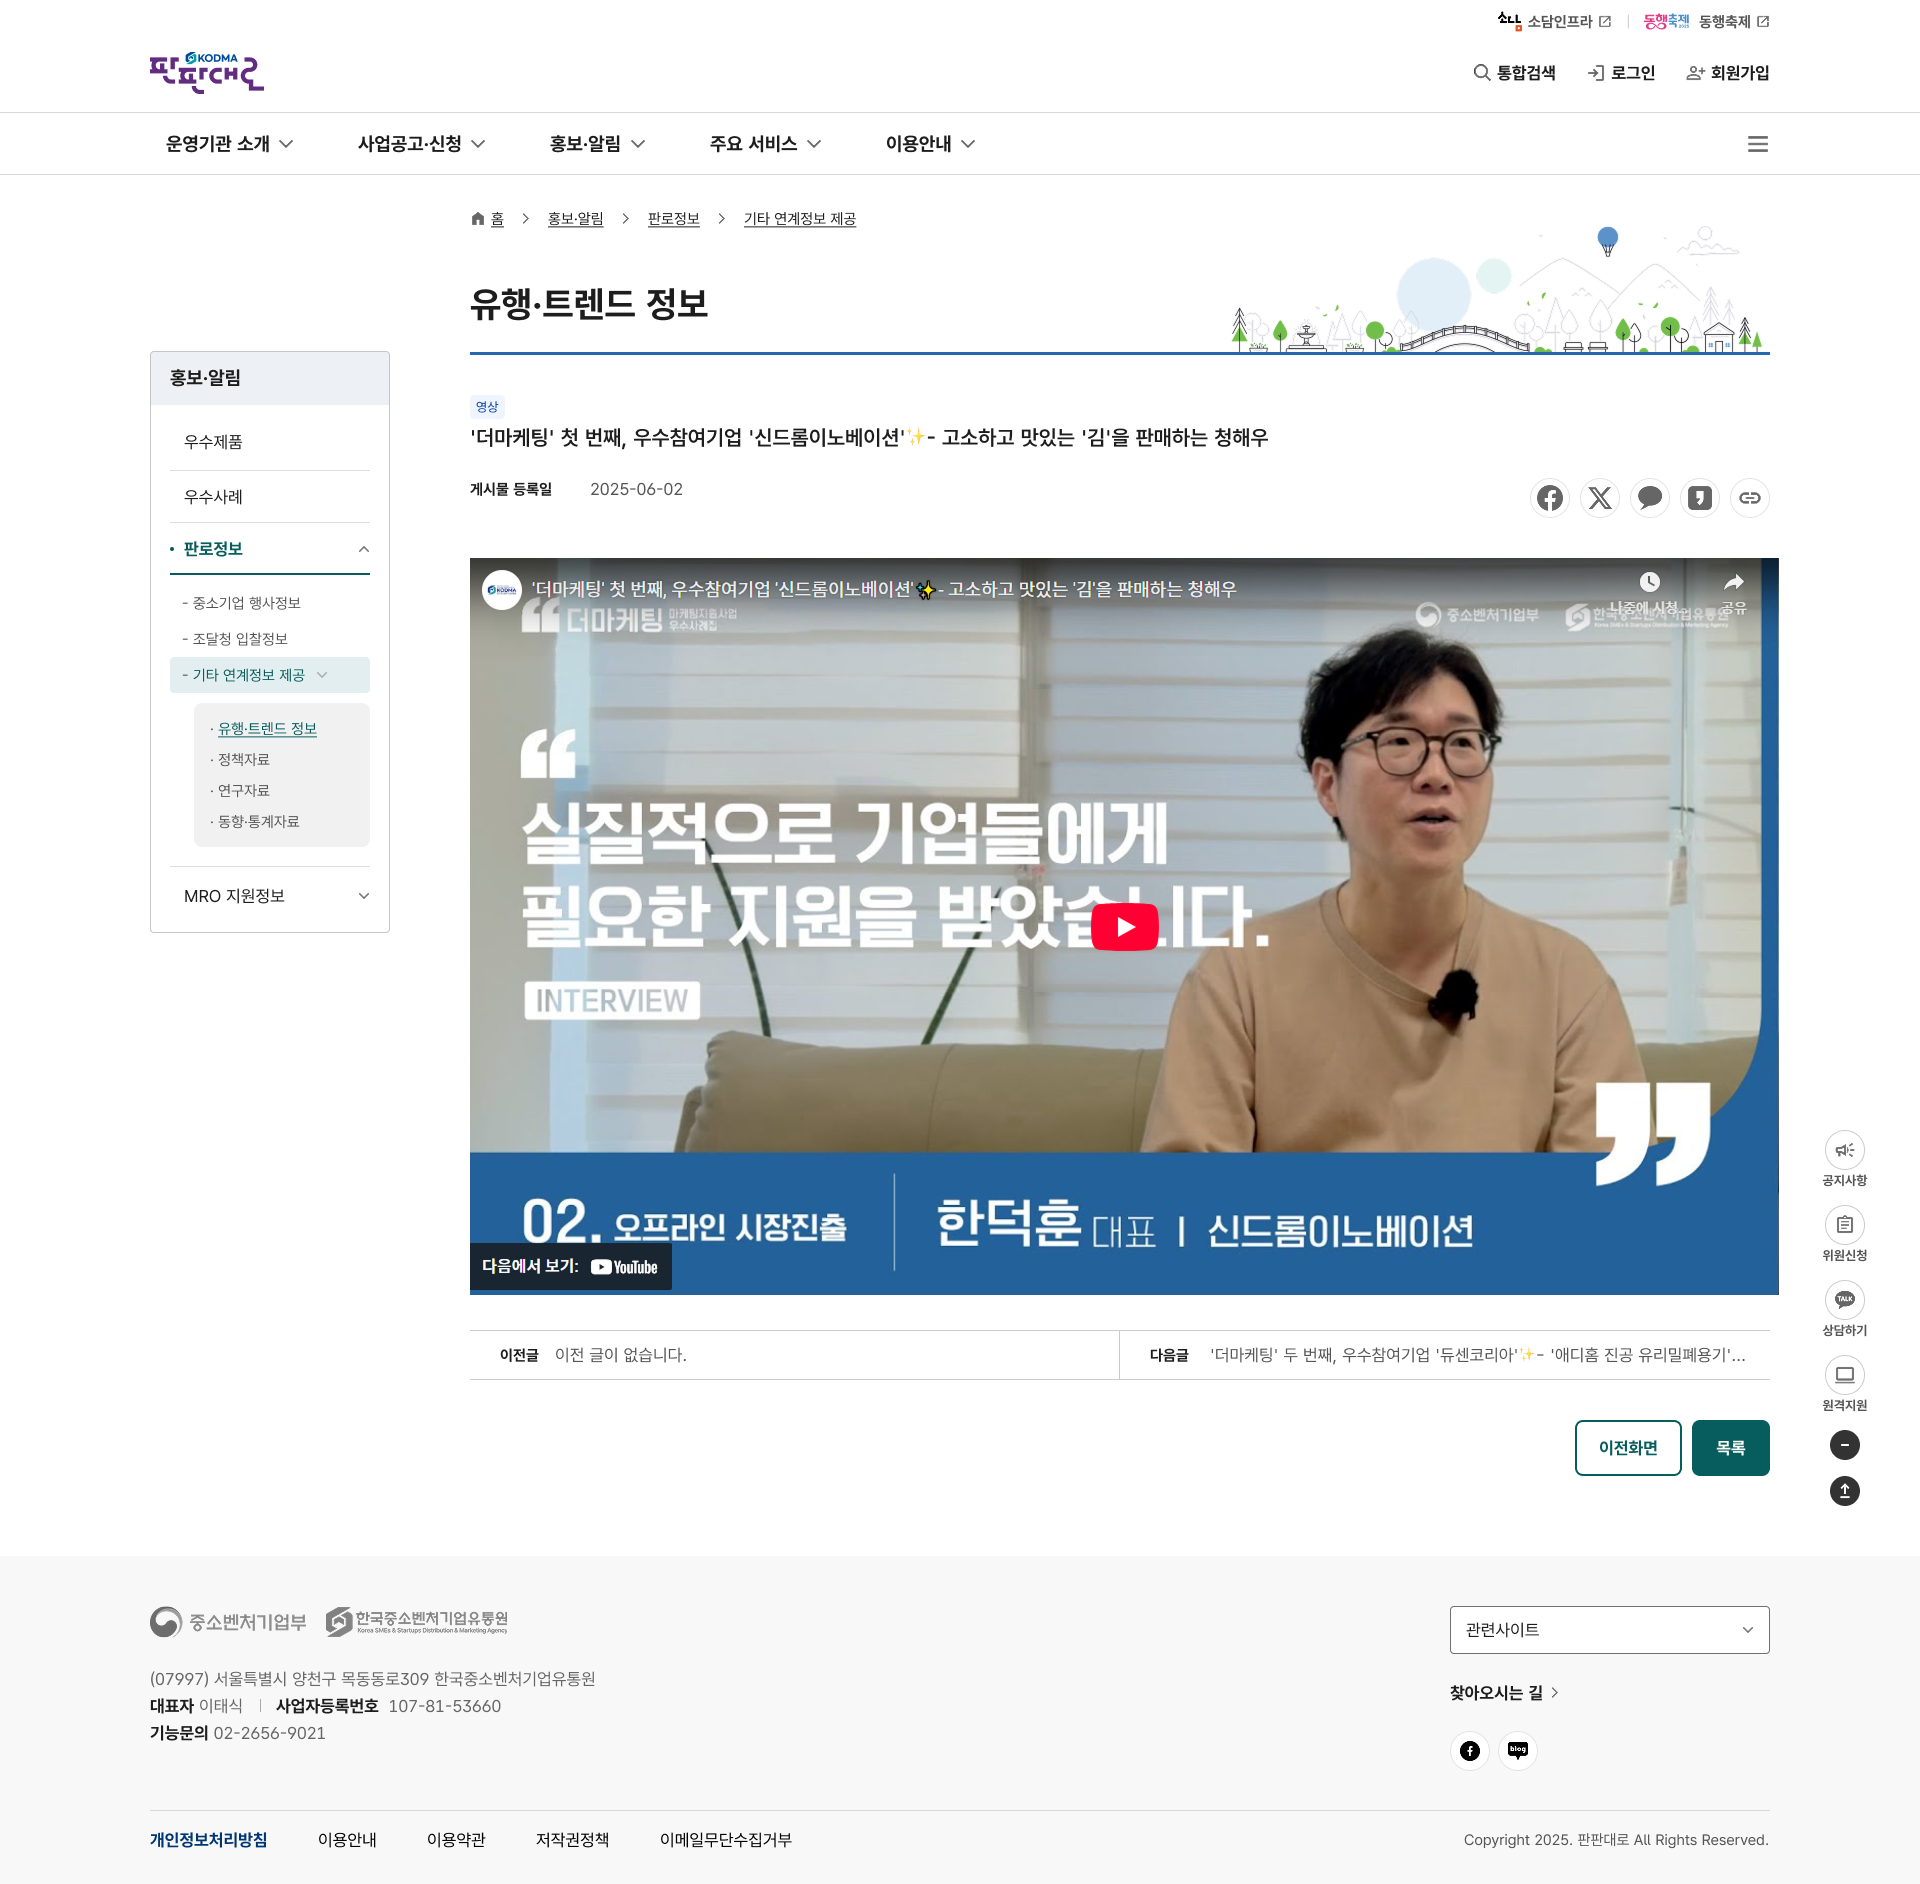 소담인프라
동행축제 2025 동행축제
KODMA
판판대로
통합검색
로그인
회원가입
운영기관 소개
사업공고·신청
홍보·알림
주요 서비스
이용안내
홈
홍보·알림
판로정보
기타 연계정보 제공
유행·트렌드 정보
홍보·알림
우수제품
우수사례
판로정보
- 중소기업 행사정보
- 조달청 입찰정보
- 기타 연계정보 제공
· 유행·트렌드 정보
· 정책자료
· 연구자료
· 동향·통계자료
MRO 지원정보
영상
'더마케팅' 첫 번째, 우수참여기업 '신드롬이노베이션'✨- 고소하고 맛있는 '김'을 판매하는 청해우
게시물 등록일 2025-06-02
KODMA
'더마케팅' 첫 번째, 우수참여기업 '신드롬이노베이션'✨- 고소하고 맛있는 '김'을 판매하는 청해우
나중에 시청
공유
더마케팅 마케팅지원사업 우수사례집
중소벤처기업부
한국중소벤처기업유통원
Korea SMEs & Startups Distribution & Marketing Agency
“
실질적으로 기업들에게
필요한 지원을 받았습니다.
INTERVIEW
”
02. 오프라인 시장진출
한덕훈 대표 | 신드롬이노베이션
다음에서 보기: YouTube
이전글 이전 글이 없습니다.
다음글 '더마케팅' 두 번째, 우수참여기업 '듀센코리아'✨- '애디홈 진공 유리밀폐용기'...
이전화면
목록
공지사항
위원신청
TALK
상담하기
원격지원
중소벤처기업부
한국중소벤처기업유통원
Korea SMEs & Startups Distribution & Marketing Agency
(07997) 서울특별시 양천구 목동동로309 한국중소벤처기업유통원
대표자 이태식 | 사업자등록번호 107-81-53660
기능문의 02-2656-9021
관련사이트
찾아오시는 길
blog
개인정보처리방침
이용안내
이용약관
저작권정책
이메일무단수집거부
Copyright 2025. 판판대로 All Rights Reserved.